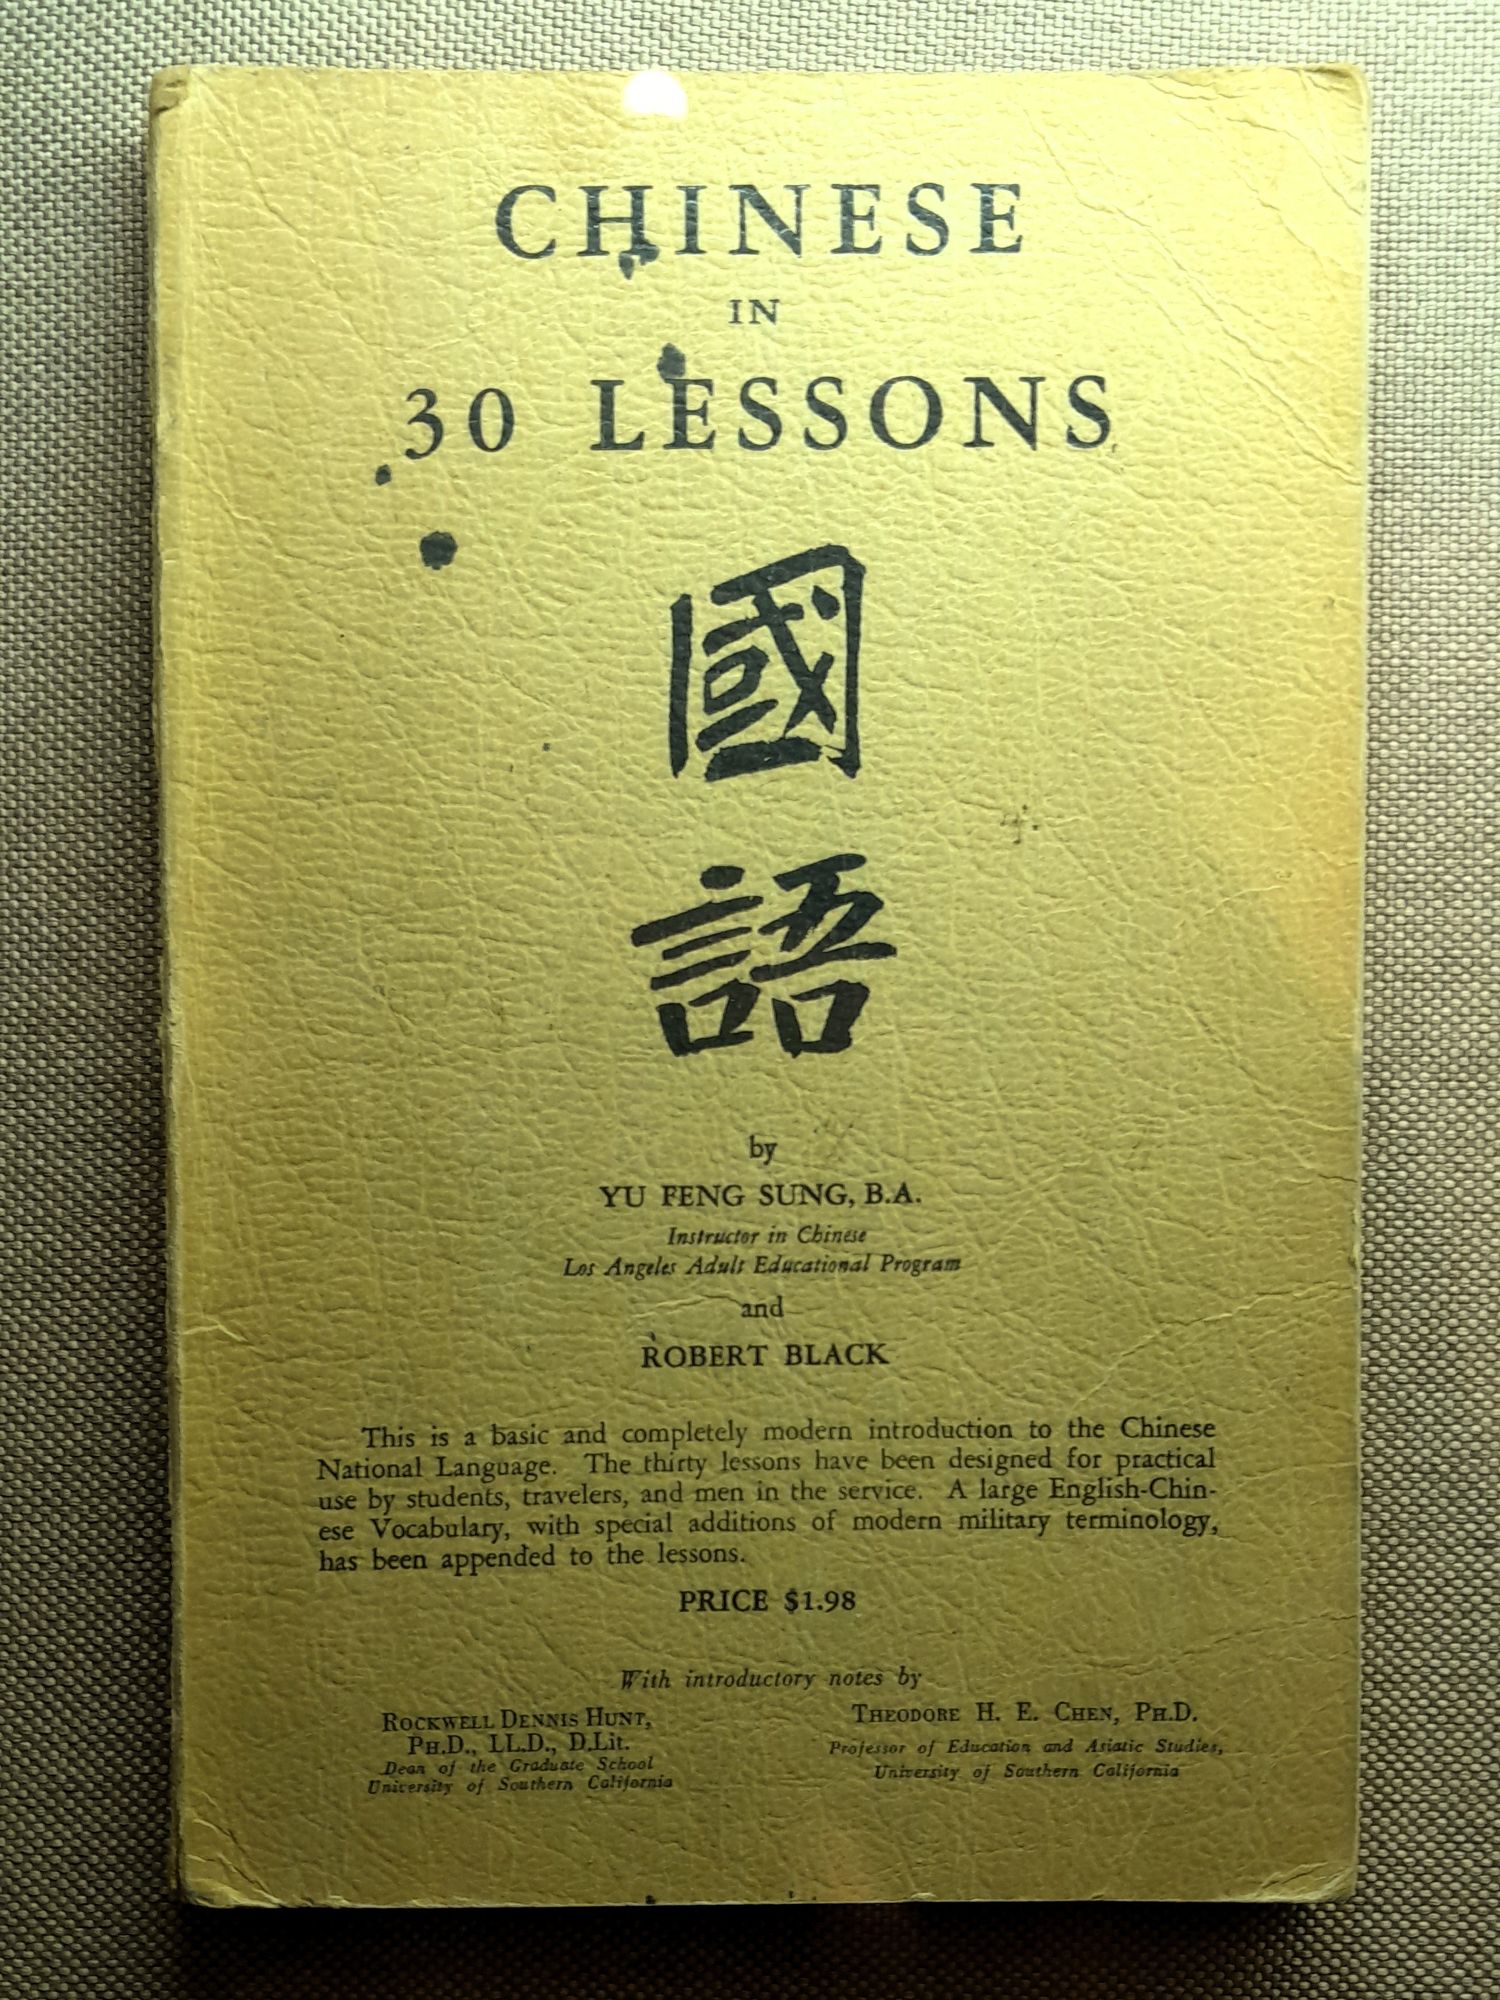 CHINESE
IN
30 LESSONS
國
語
by
YU FENG SUNG, B.A.
Instructor in Chinese
Los Angeles Adult Educational Program
and
ROBERT BLACK
This is a basic and completely modern introduction to the Chinese
National Language. The thirty lessons have been designed for practical
use by students, travelers, and men in the service. A large English-Chin-
ese Vocabulary, with special additions of modern military terminology,
has been appended to the lessons.
PRICE $1.98
With introductory notes by
ROCKWELL DENNIS HUNT,
PH.D., LL.D., D.Lit.
Dean of the Graduate School
University of Southern California
THEODORE H. E. CHEN, PH.D.
Professor of Education and Asiatic Studies,
University of Southern California